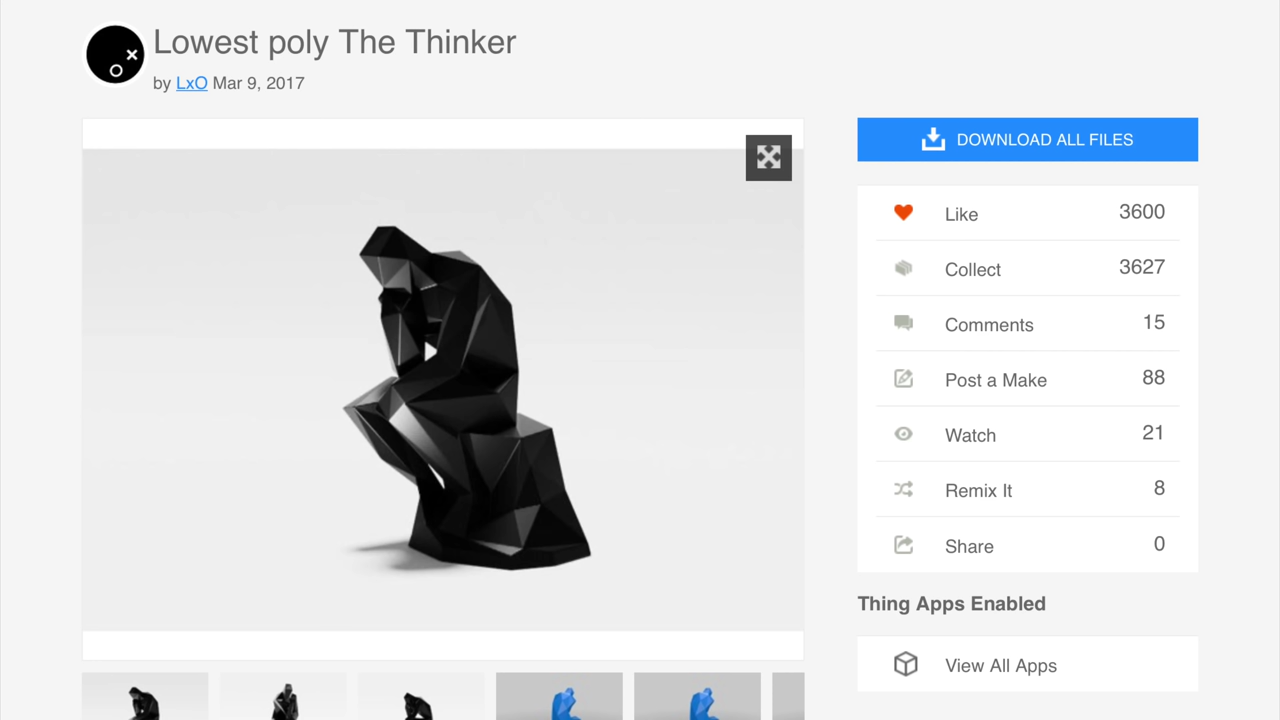 Lowest poly The Thinker
by LxO Mar 9, 2017
DOWNLOAD ALL FILES
Like 3600
Collect 3627
Comments 15
Post a Make 88
Watch 21
Remix It 8
Share 0
Thing Apps Enabled
View All Apps